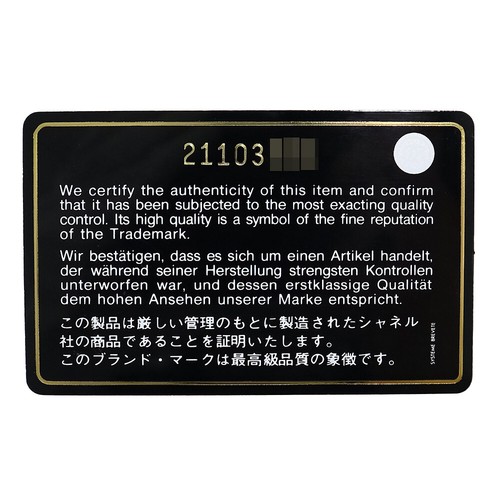 21103
We certify the authenticity of this item and confirm
that it has been subjected to the most exacting quality
control. Its high quality is a symbol of the fine reputation
of the Trademark.
Wir bestätigen, dass es sich um einen Artikel handelt,
der während seiner Herstellung strengsten Kontrollen
unterworfen war, und dessen erstklassige Qualität
dem hohen Ansehen unserer Marke entspricht.
この製品は厳しい管理のもとに製造されたシャネル
社の商品であることを証明いたします。
このブランド・マークは最高級品質の象徴です。
SYSTEME BREVETE